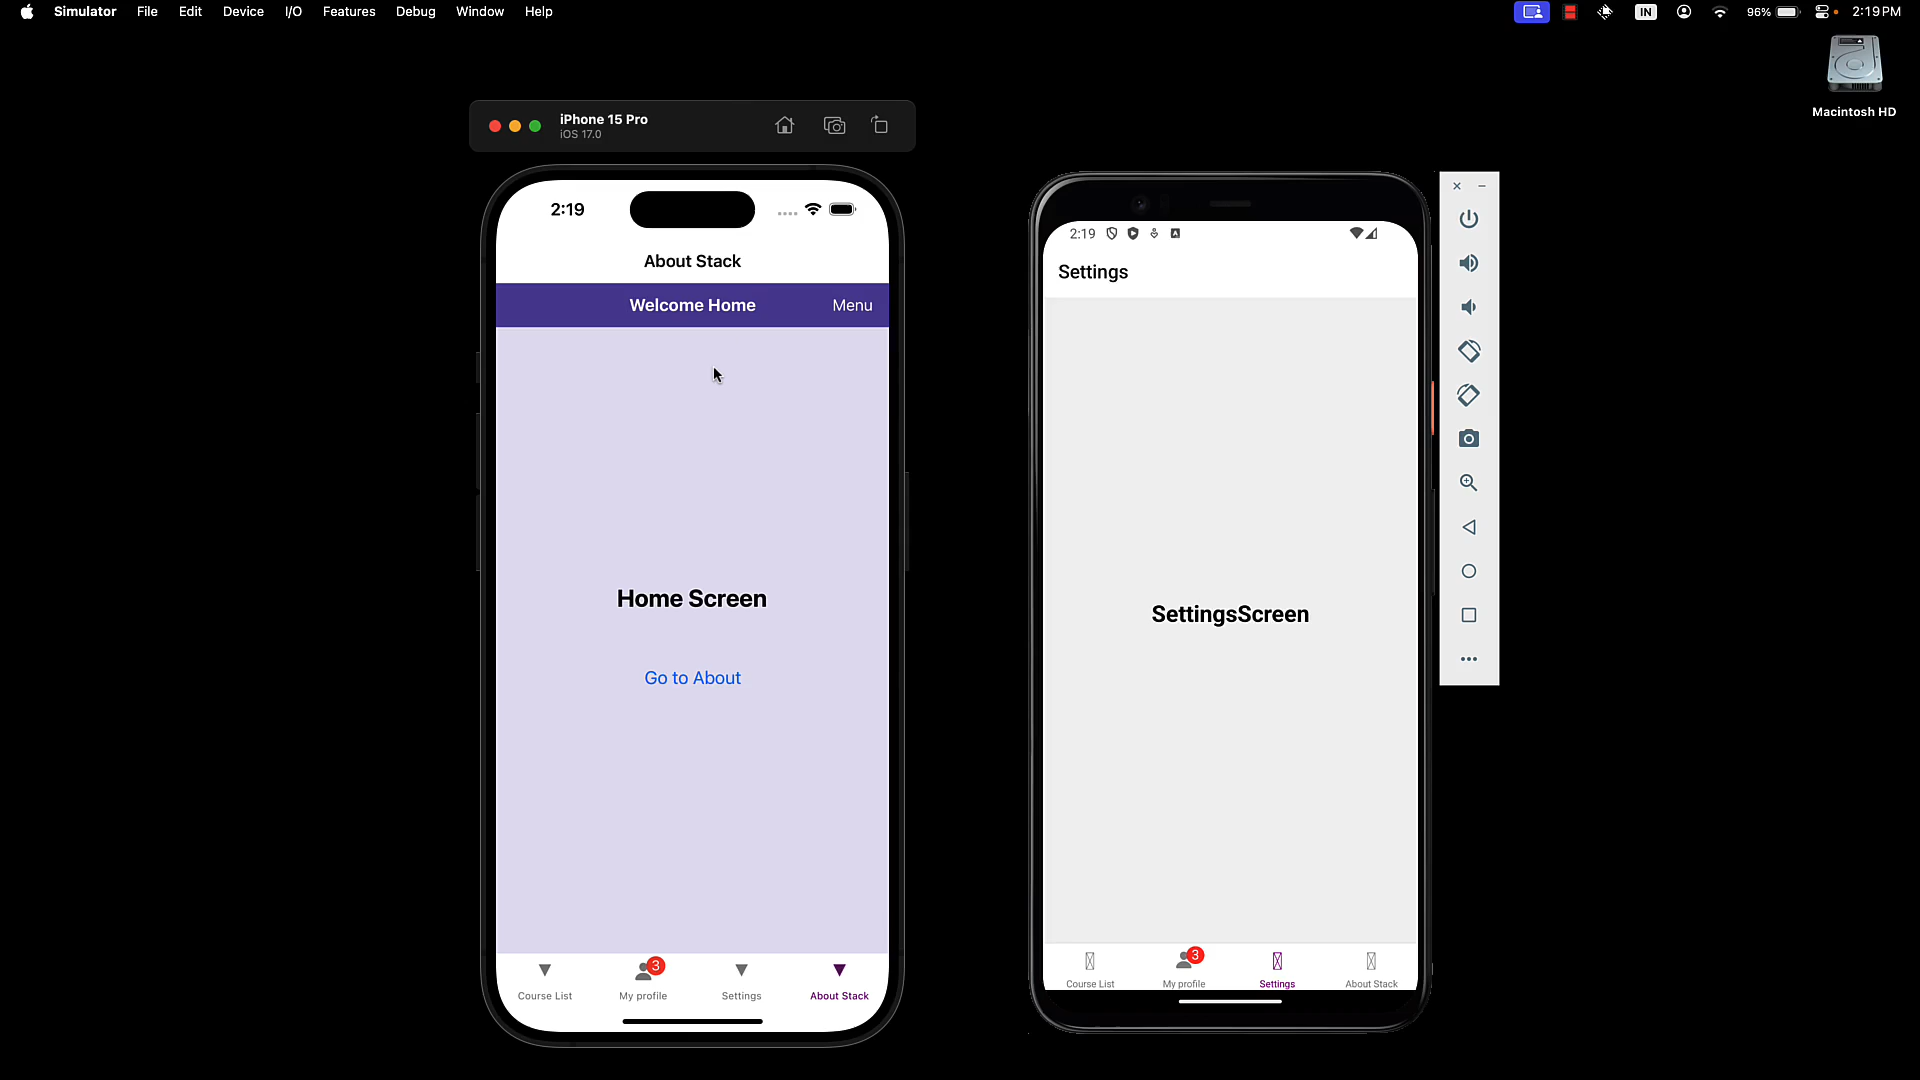 Simulator File Edit Device I/O Features Debug Window Help
IN 96% 2:19 PM
Macintosh HD
iPhone 15 Pro
iOS 17.0
2:19
About Stack
Welcome Home Menu
Home Screen
Go to About
3
Course List My profile Settings About Stack
2:19 A
Settings
SettingsScreen
3
Course List My profile Settings About Stack